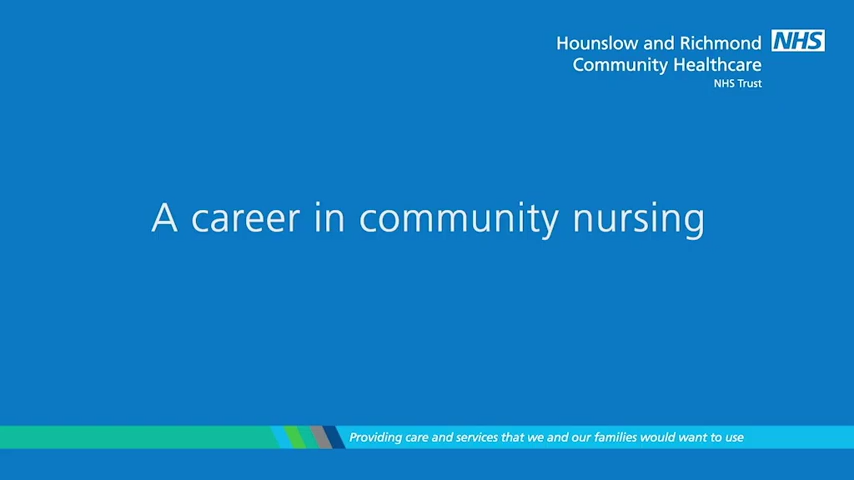 Hounslow and Richmond NHS
Community Healthcare
NHS Trust
A career in community nursing
Providing care and services that we and our families would want to use